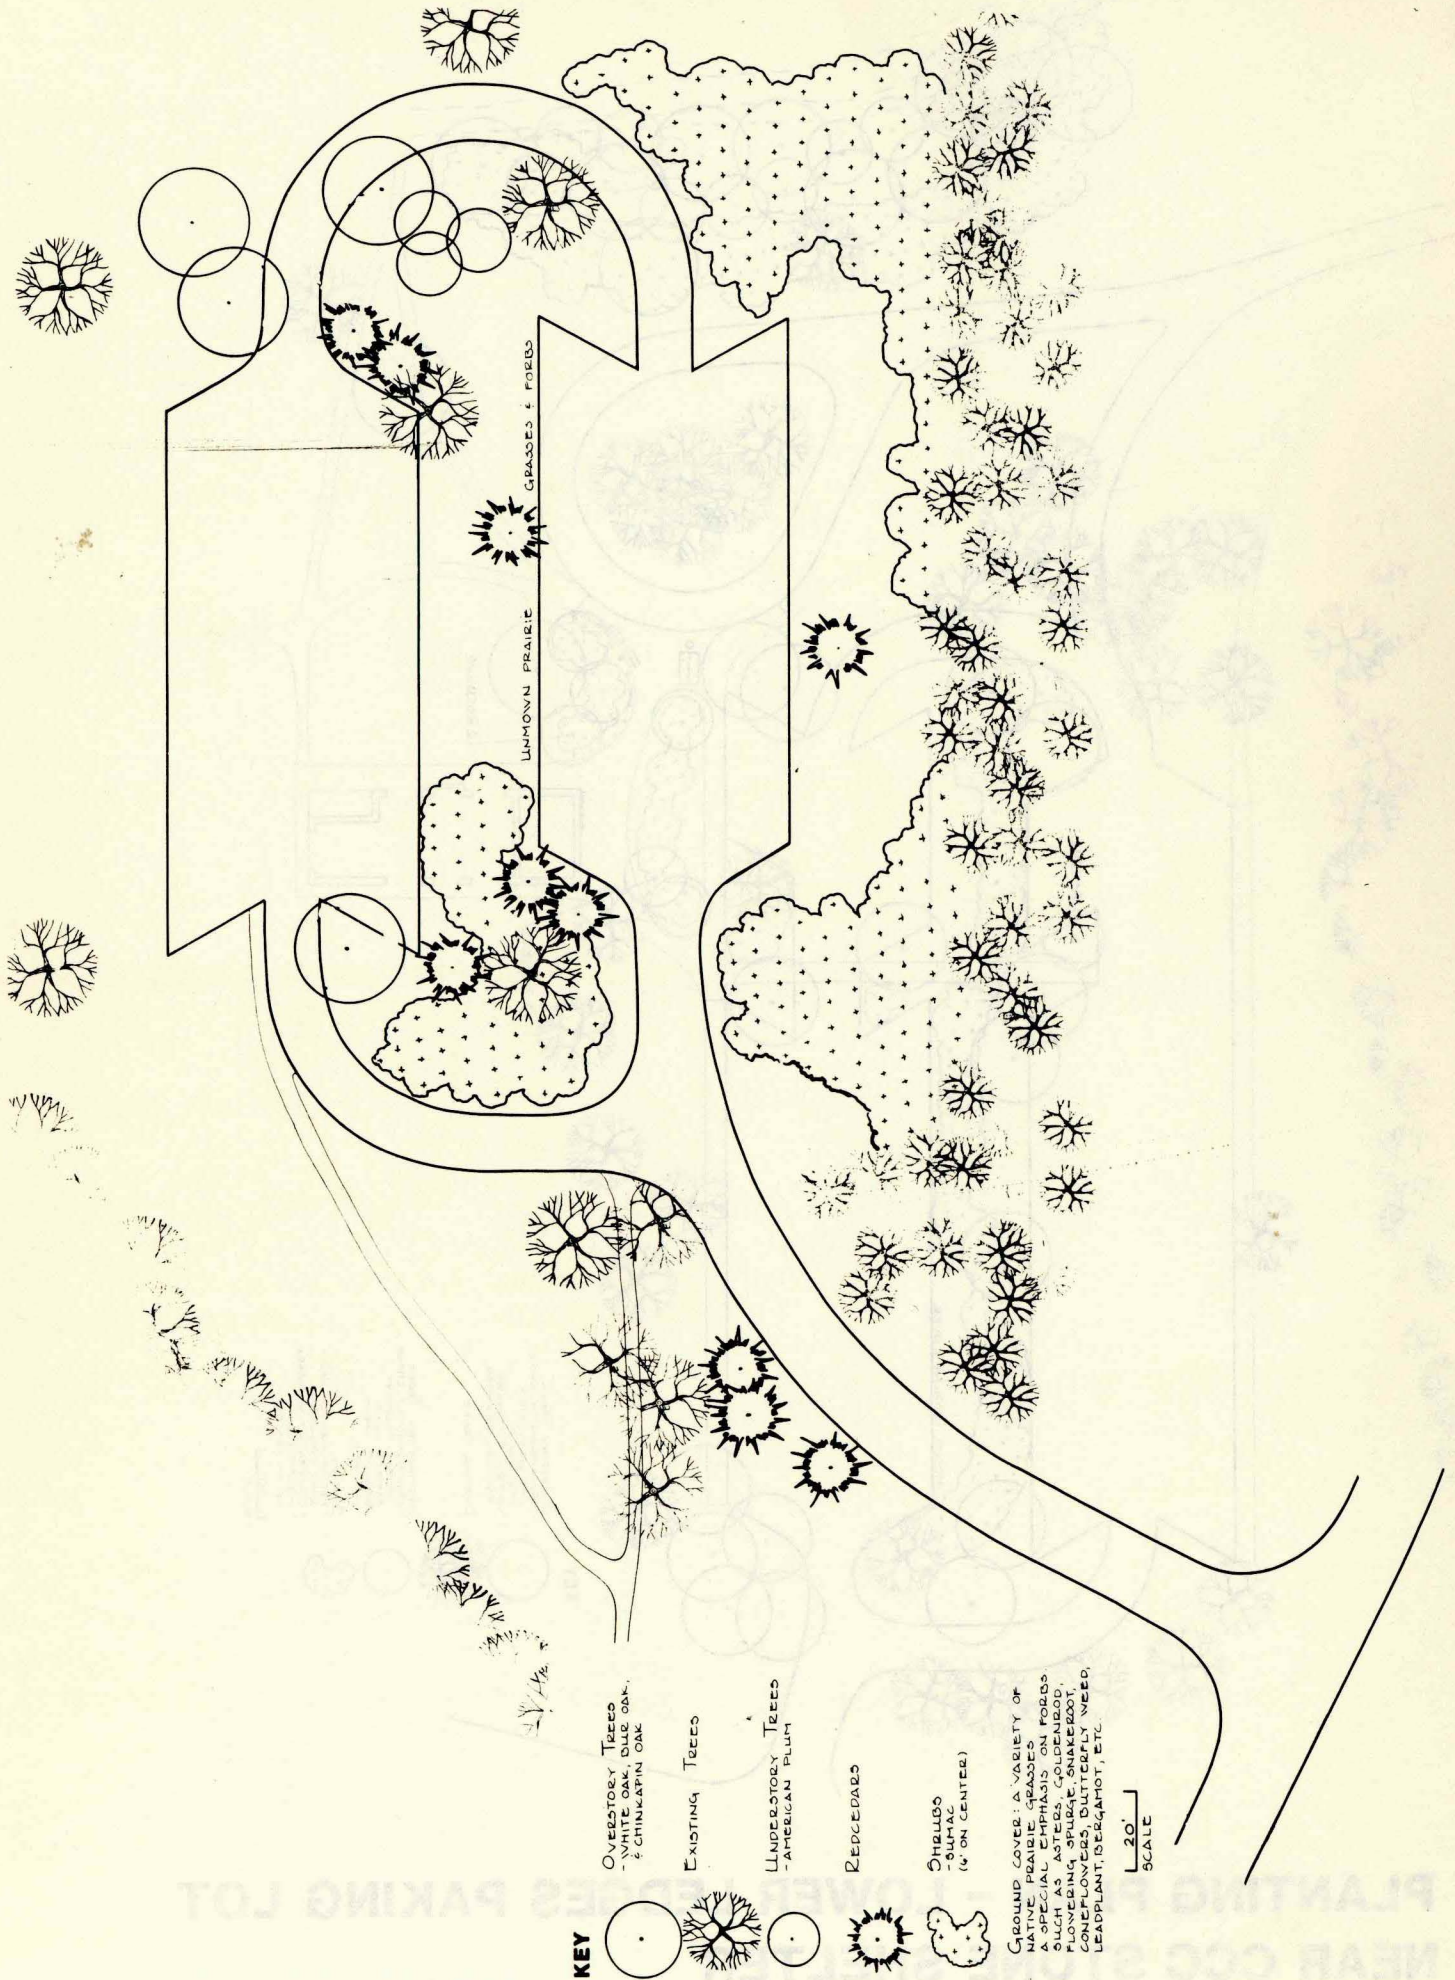 GRASSES & FORBS
UNMOWN PRAIRIE
KEY
OVERSTORY TREES
- WHITE OAK, BUR OAK,
& CHINKAPIN OAK
EXISTING TREES
UNDERSTORY TREES
- AMERICAN PLUM
REDCEDARS
SHRUBS
- SUMAC
(6' ON CENTER)
GROUND COVER: A VARIETY OF
NATIVE PRAIRIE GRASSES
A SPECIAL EMPHASIS ON FORBS
SUCH AS ASTERS, GOLDENROD,
FLOWERING SPURGE, SNAKEROOT,
CONEFLOWERS, BUTTERFLY WEED,
LEADPLANT, BERGAMOT, ETC.
20'
SCALE
PLANTING - LOWER LEDGES PAKING LOT
NEAR CCC STONE